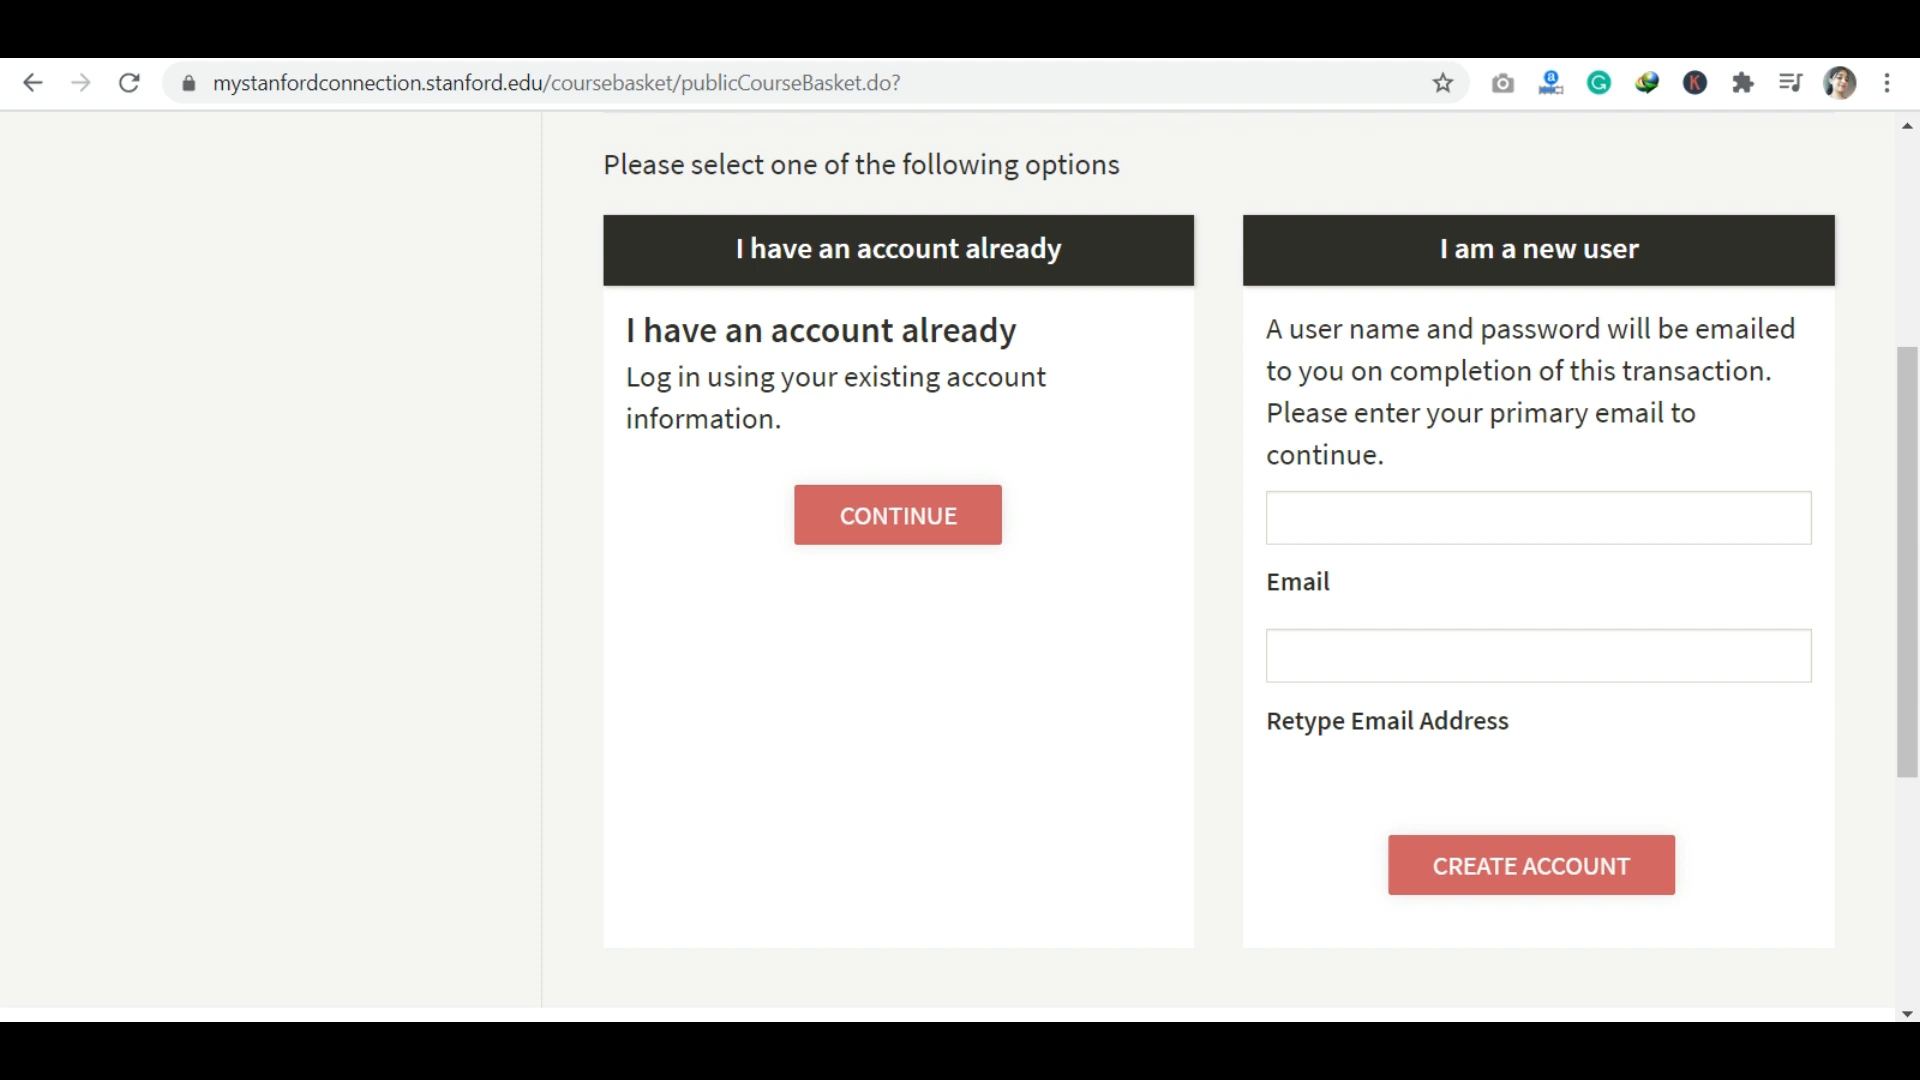 mystanfordconnection.stanford.edu/coursebasket/publicCourseBasket.do?
Please select one of the following options
I have an account already
I have an account already
Log in using your existing account
information.
CONTINUE
I am a new user
A user name and password will be emailed
to you on completion of this transaction.
Please enter your primary email to
continue.
Email
Retype Email Address
CREATE ACCOUNT